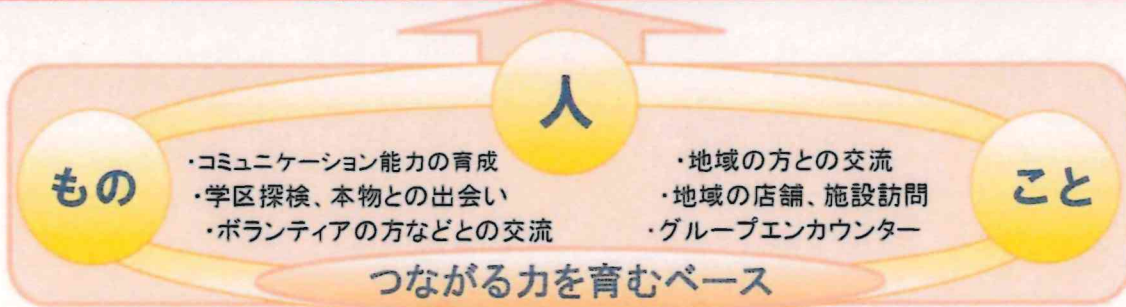 人
もの
・コミュニケーション能力の育成
・学区探検、本物との出会い
・ボランティアの方などとの交流
・地域の方との交流
・地域の店舗、施設訪問
・グループエンカウンター
こと
つながる力を育むベース